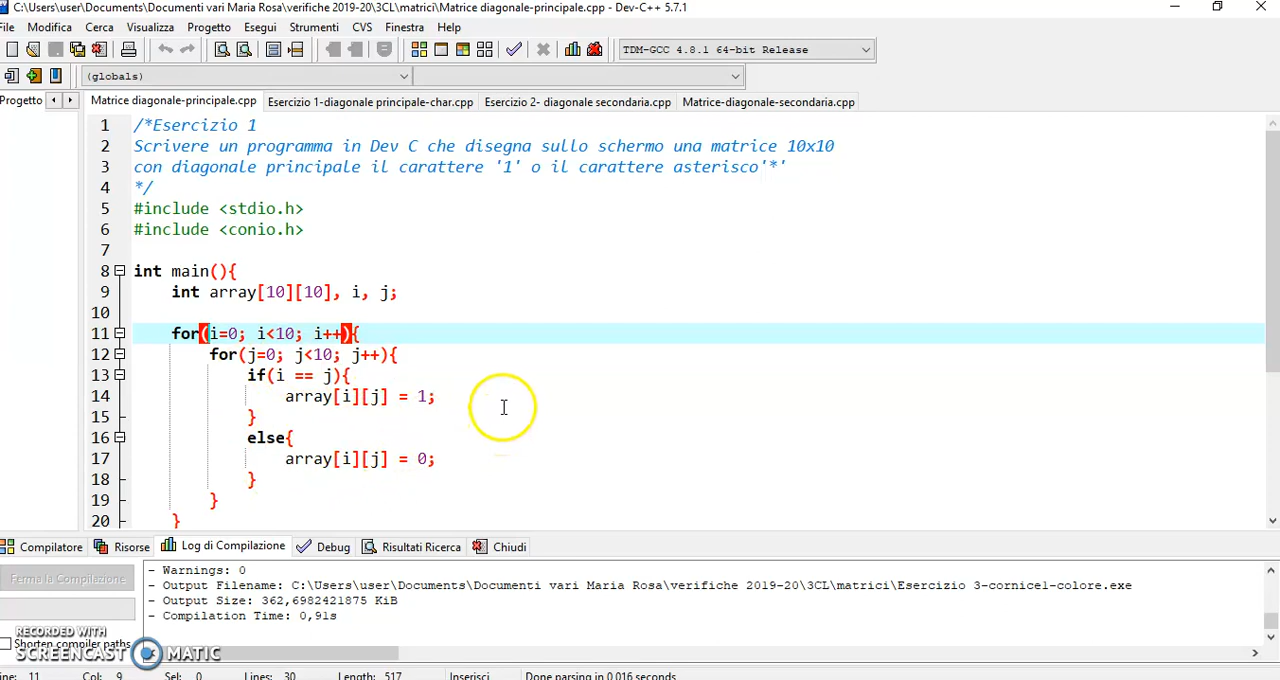 C:\Users\user\Documents\Documenti vari Maria Rosa\verifiche 2019-20\3CL\matrici\Matrice diagonale-principale.cpp - Dev-C++ 5.7.1
File Modifica Cerca Visualizza Progetto Esegui Strumenti CVS Finestra Help
TDM-GCC 4.8.1 64-bit Release
(globals)
Progetto Matrice diagonale-principale.cpp Esercizio 1-diagonale principale-char.cpp Esercizio 2- diagonale secondaria.cpp Matrice-diagonale-secondaria.cpp
1 /*Esercizio 1
2 Scrivere un programma in Dev C che disegna sullo schermo una matrice 10x10
3 con diagonale principale il carattere '1' o il carattere asterisco'*'
4 */
5 #include <stdio.h>
6 #include <conio.h>
7
8 int main(){
9 int array[10][10], i, j;
10
11 for(i=0; i<10; i++){
12 for(j=0; j<10; j++){
13 if(i == j){
14 array[i][j] = 1;
15 }
16 else{
17 array[i][j] = 0;
18 }
19 }
20 }
Compilatore Risorse Log di Compilazione Debug Risultati Ricerca Chiudi
Ferma la Compilazione
- Warnings: 0
- Output Filename: C:\Users\user\Documents\Documenti vari Maria Rosa\verifiche 2019-20\3CL\matrici\Esercizio 3-cornice1-colore.exe
- Output Size: 362,6982421875 KiB
- Compilation Time: 0,91s
Shorten compiler paths
RECORDED WITH
SCREENCAST MATIC
Line: 11 Col: 9 Sel: 0 Lines: 30 Length: 517 Inserisci Done parsing in 0.016 seconds